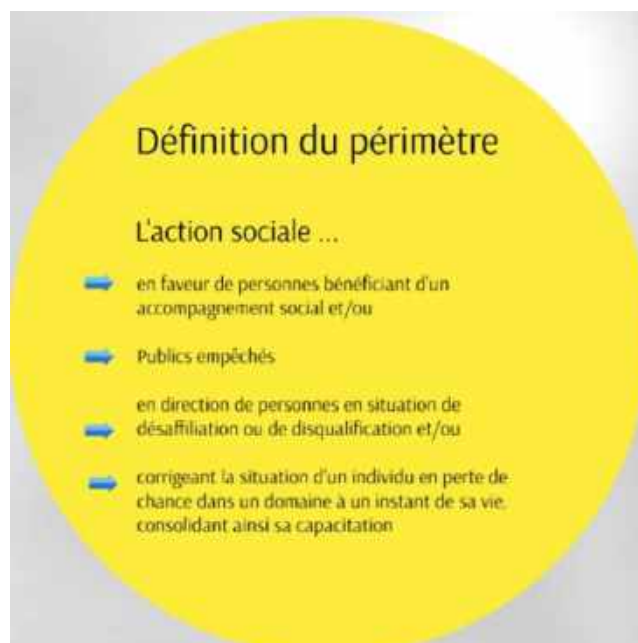 Définition du périmètre
L'action sociale ...
en faveur de personnes bénéficiant d'un
accompagnement social et/ou
Publics empêchés
en direction de personnes en situation de
désaffiliation ou de disqualification et/ou
corrigeant la situation d'un individu en perte de
chance dans un domaine à un instant de sa vie,
consolidant ainsi sa capacitation